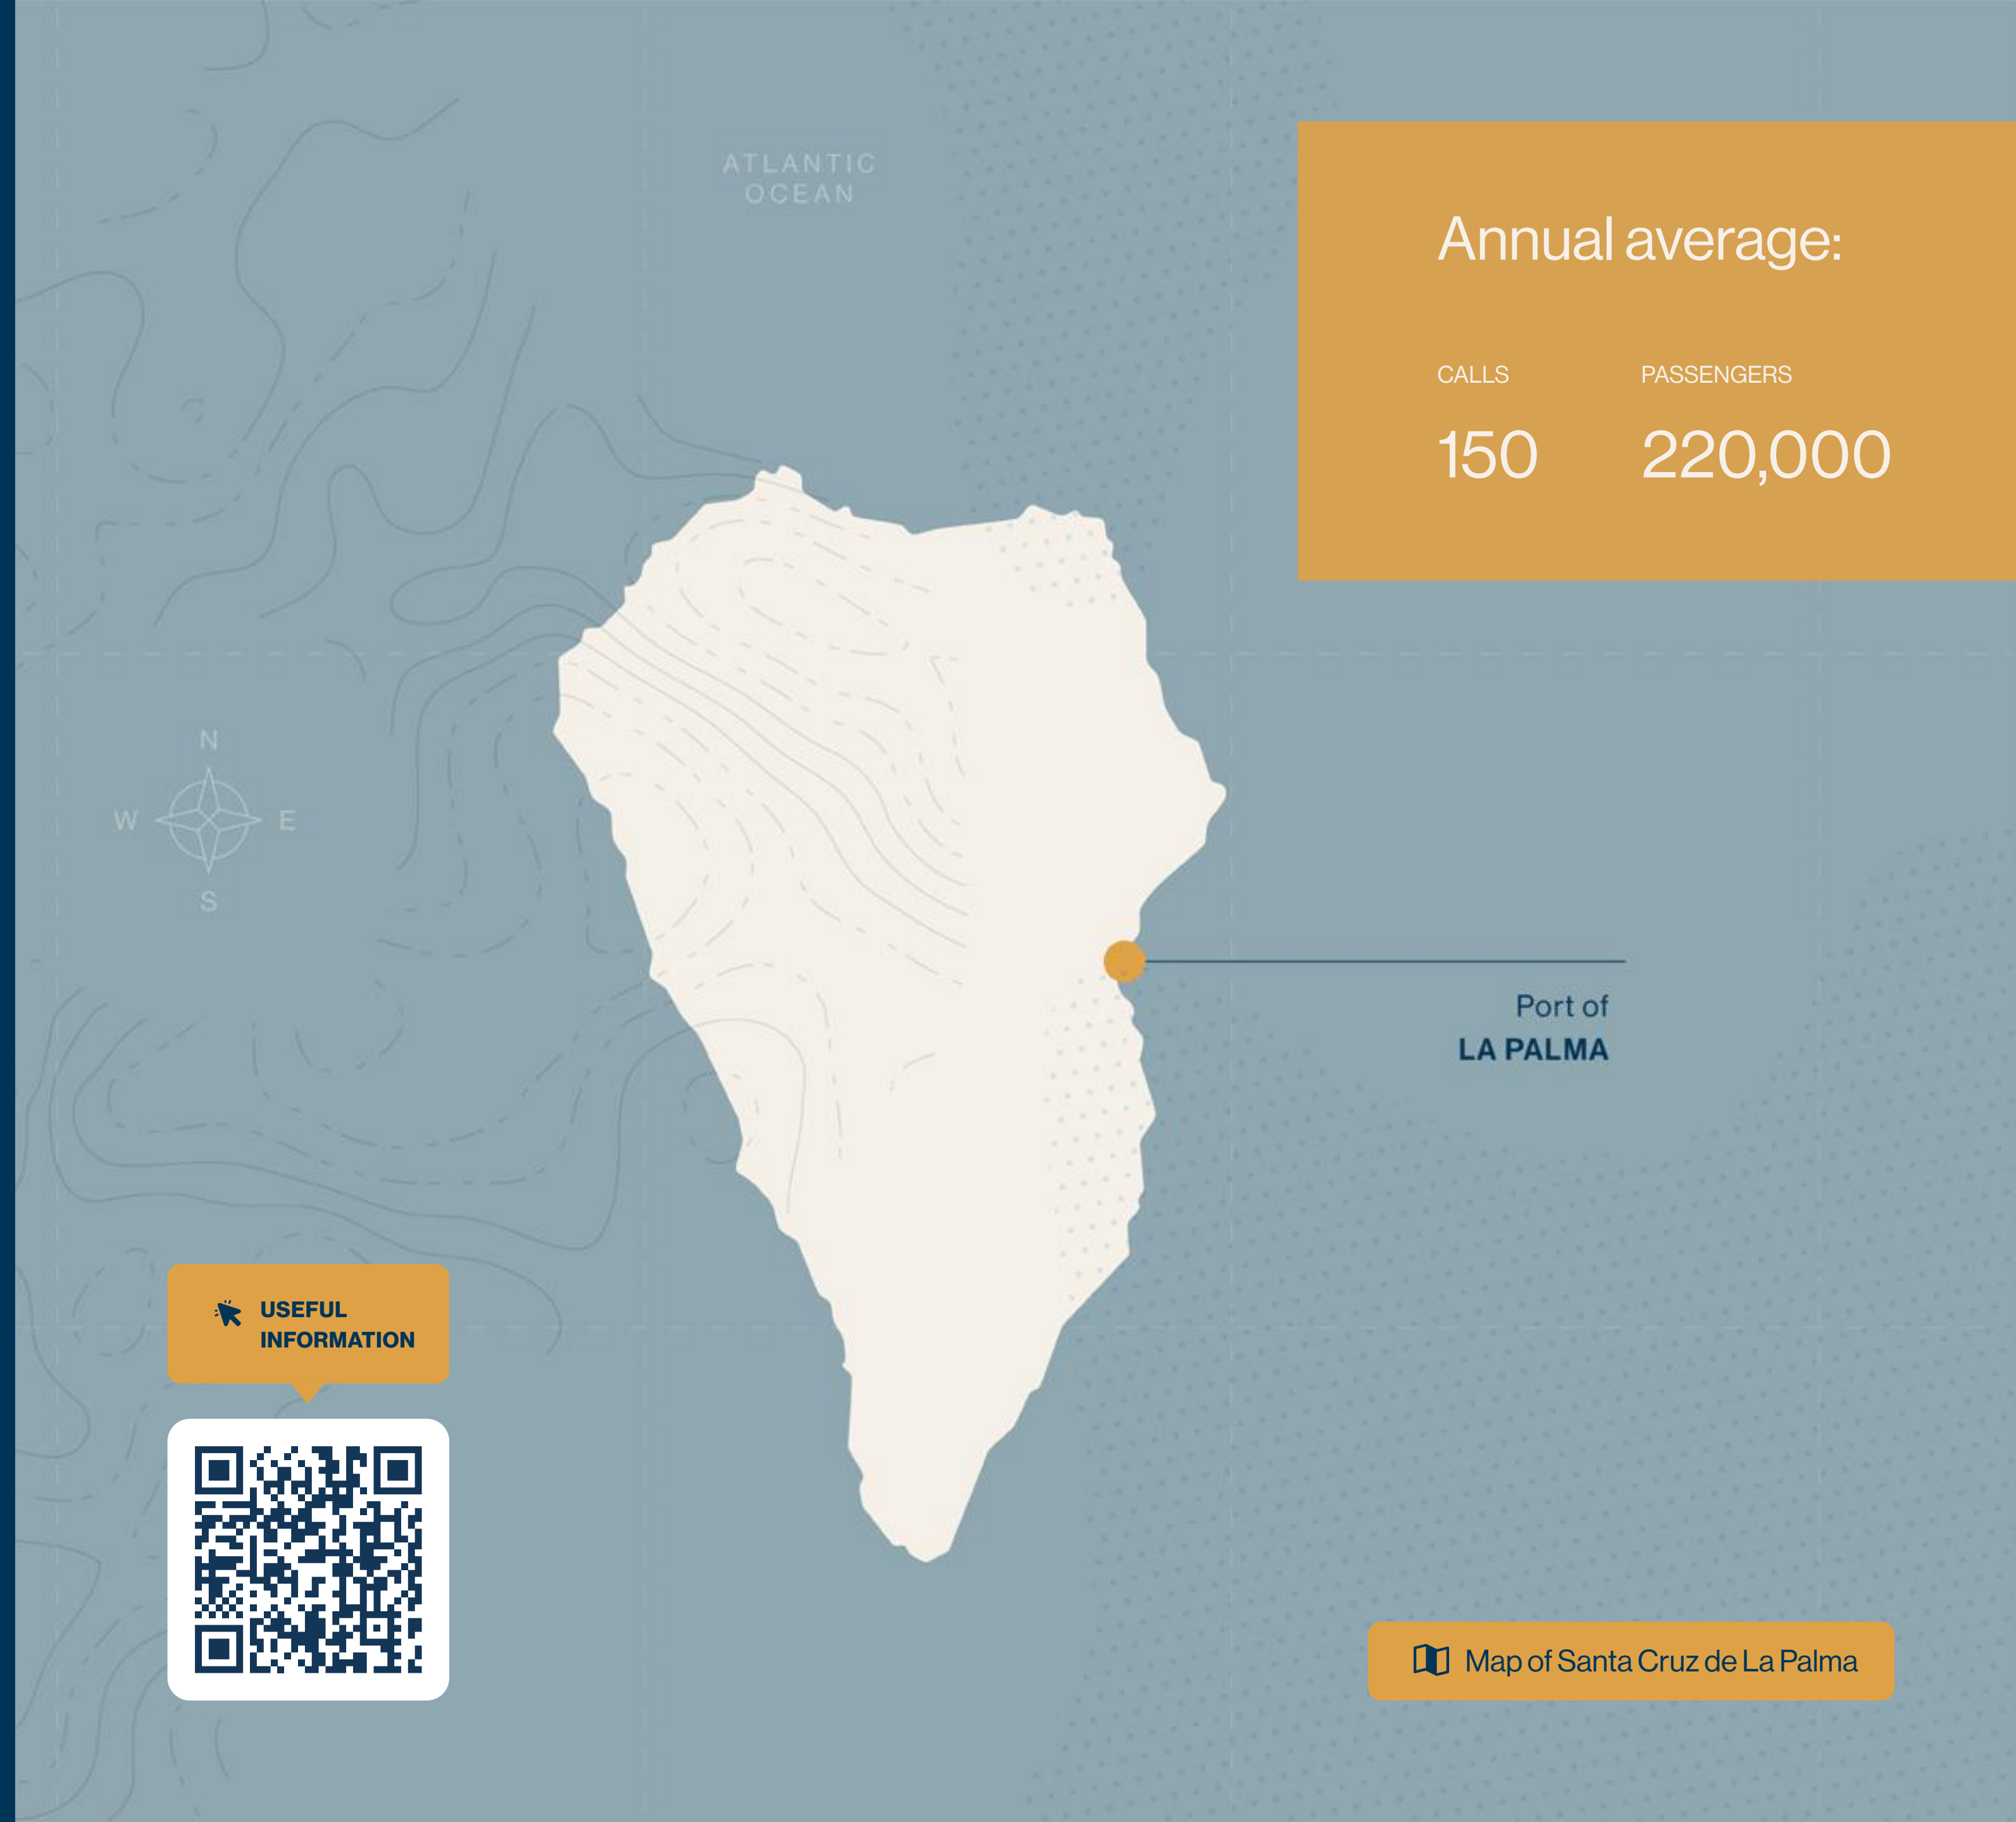 ATLANTIC
OCEAN
Annual average:
CALLS
150
PASSENGERS
220,000
N
W
E
S
Port of
LA PALMA
USEFUL
INFORMATION
Map of Santa Cruz de La Palma